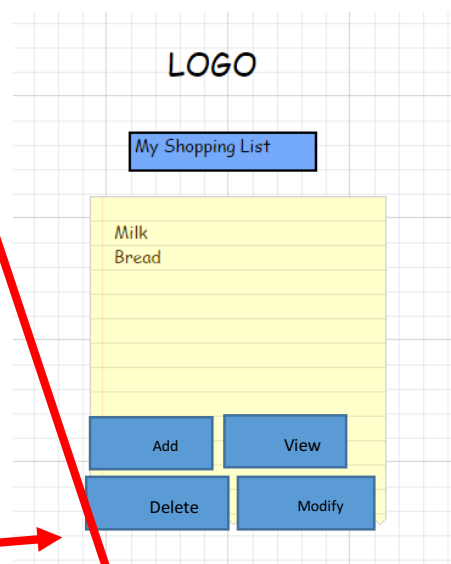 LOGO
My Shopping List
Milk
Bread
Add View
Delete Modify